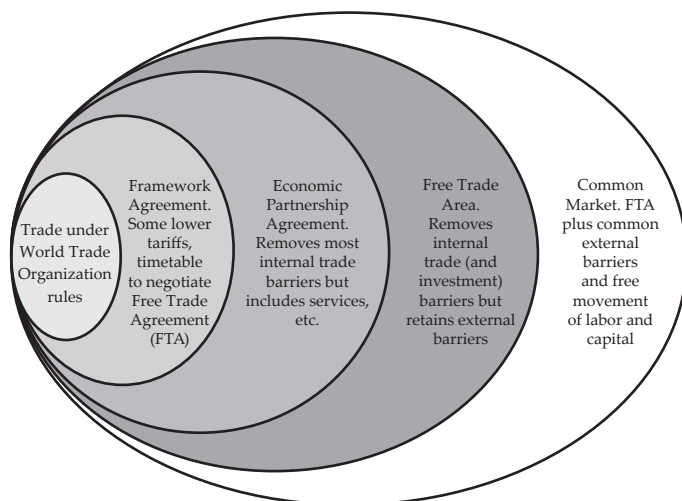 Trade under
World Trade
Organization
rules
Framework
Agreement.
Some lower
tariffs,
timetable
to negotiate
Free Trade
Agreement
(FTA)
Economic
Partnership
Agreement.
Removes most
internal trade
barriers but
includes services,
etc.
Free Trade
Area.
Removes
internal
trade (and
investment)
barriers but
retains external
barriers
Common
Market. FTA
plus common
external
barriers
and free
movement
of labor and
capital